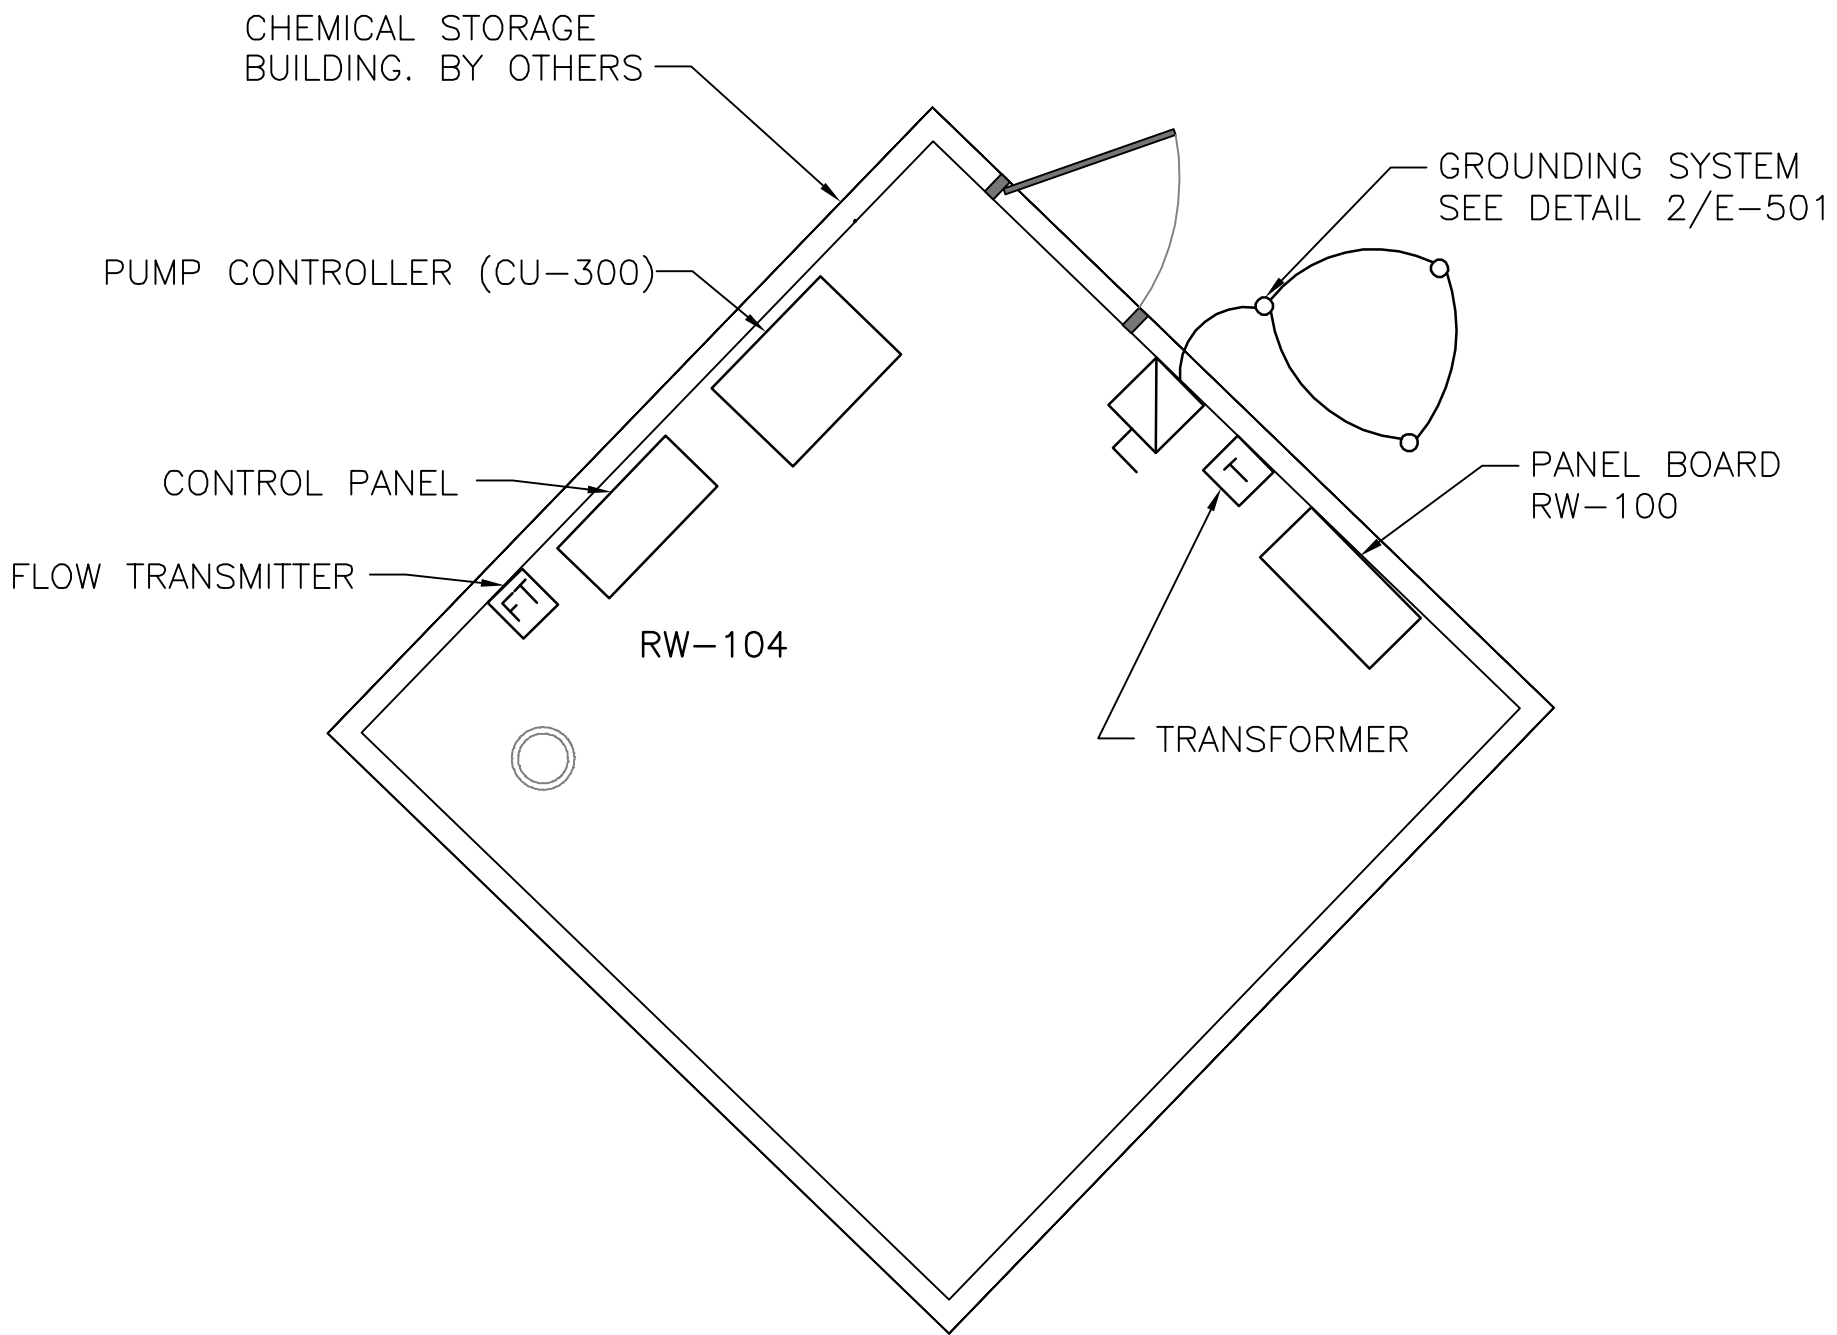 CHEMICAL STORAGE
BUILDING. BY OTHERS
GROUNDING SYSTEM
SEE DETAIL 2/E-501
PUMP CONTROLLER (CU-300)
CONTROL PANEL
T
PANEL BOARD
RW-100
FLOW TRANSMITTER
FT
RW-104
TRANSFORMER